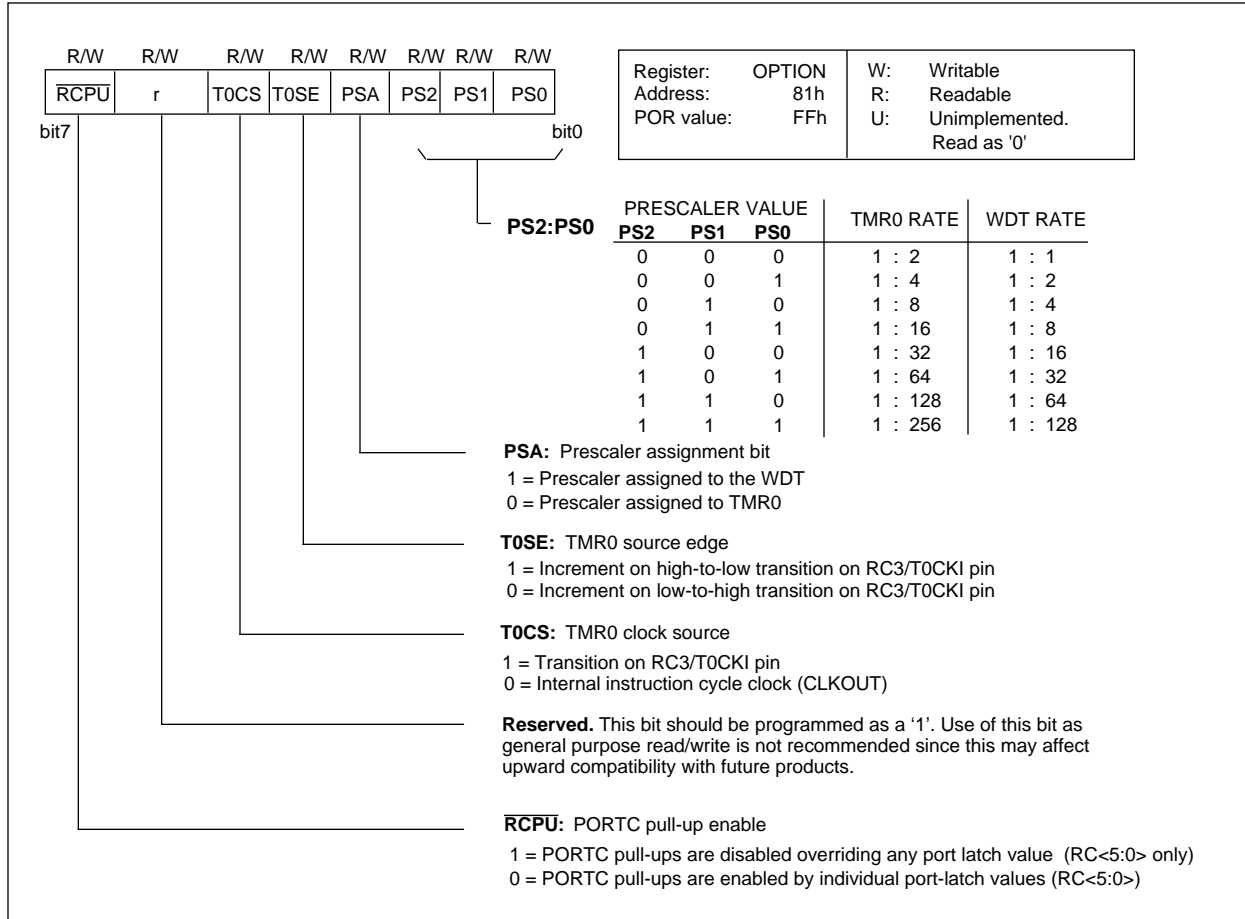 R/W R/W R/W R/W R/W R/W R/W R/W
RCPU r T0CS T0SE PSA PS2 PS1 PS0
bit7 bit0
Register: OPTION W: Writable
Address: 81h R: Readable
POR value: FFh U: Unimplemented.
Read as '0'
PS2:PS0
PRESCALER VALUE TMR0 RATE WDT RATE
PS2 PS1 PS0
0 0 0 1 : 2 1 : 1
0 0 1 1 : 4 1 : 2
0 1 0 1 : 8 1 : 4
0 1 1 1 : 16 1 : 8
1 0 0 1 : 32 1 : 16
1 0 1 1 : 64 1 : 32
1 1 0 1 : 128 1 : 64
1 1 1 1 : 256 1 : 128
PSA: Prescaler assignment bit
1 = Prescaler assigned to the WDT
0 = Prescaler assigned to TMR0
T0SE: TMR0 source edge
1 = Increment on high-to-low transition on RC3/T0CKI pin
0 = Increment on low-to-high transition on RC3/T0CKI pin
T0CS: TMR0 clock source
1 = Transition on RC3/T0CKI pin
0 = Internal instruction cycle clock (CLKOUT)
Reserved. This bit should be programmed as a ‘1’. Use of this bit as
general purpose read/write is not recommended since this may affect
upward compatibility with future products.
RCPU: PORTC pull-up enable
1 = PORTC pull-ups are disabled overriding any port latch value (RC<5:0> only)
0 = PORTC pull-ups are enabled by individual port-latch values (RC<5:0>)